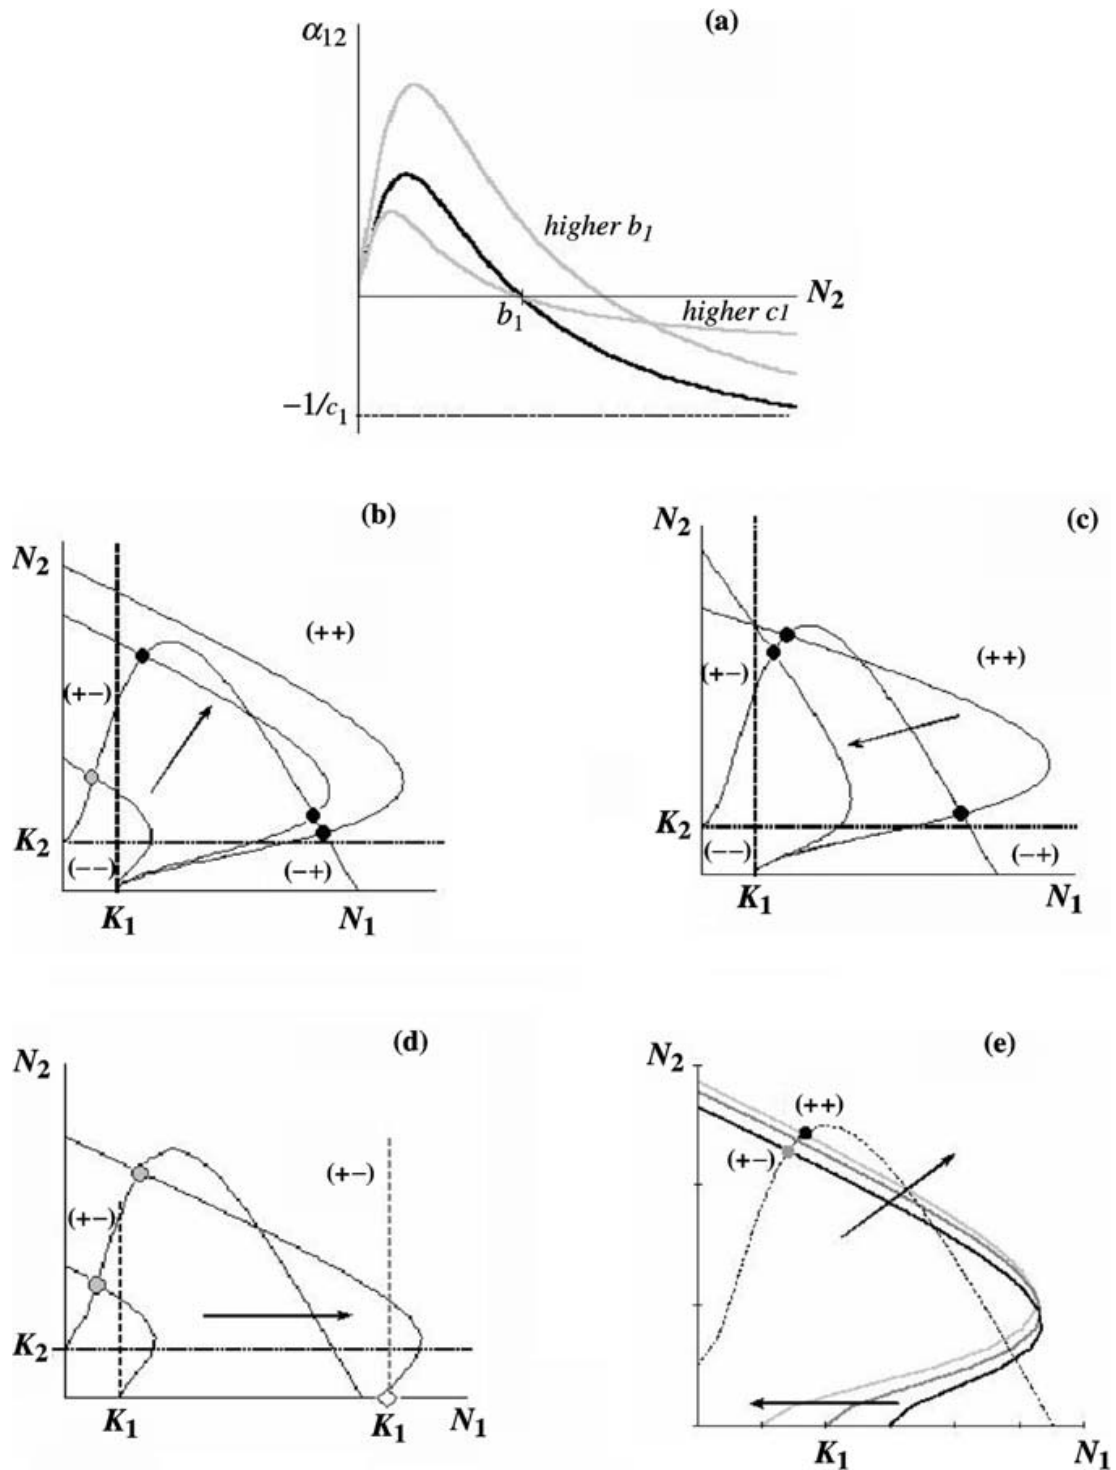 (a)
α12
higher b1
N2
higher c1
b1
−1/c1
(b)
N2
(++)
(+−)
K2
(−−)
(−+)
K1
N1
(c)
N2
(++)
(+−)
K2
(−−)
(−+)
K1
N1
(d)
N2
(+−)
(+−)
K2
K1
K1
N1
(e)
N2
(++)
(+−)
K1
N1